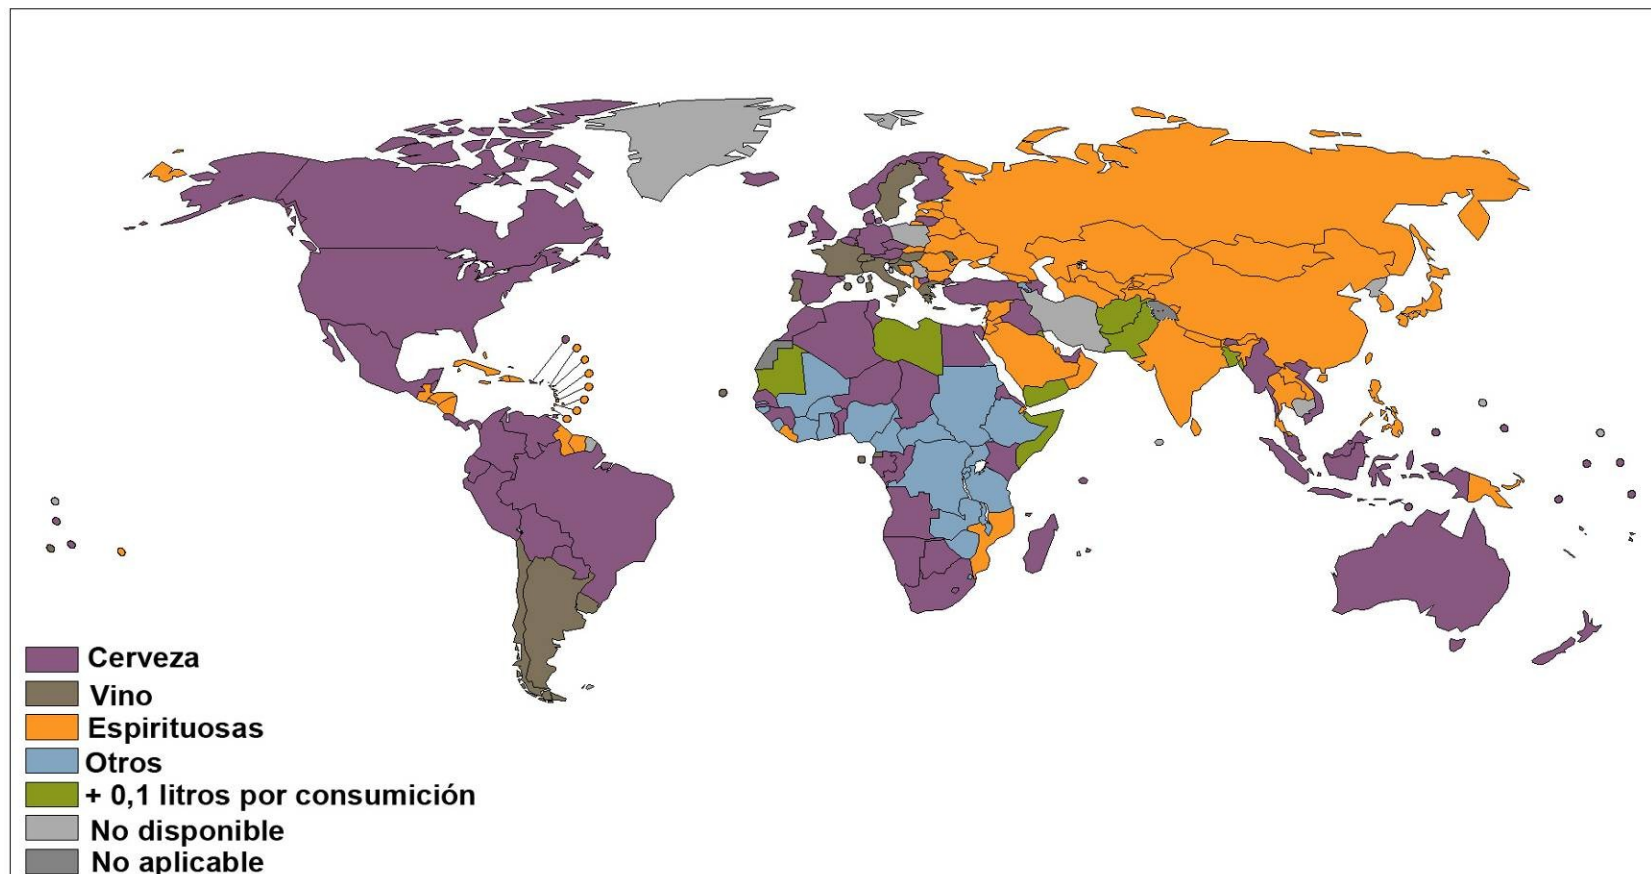 Cerveza
Vino
Espirituosas
Otros
+ 0,1 litros por consumición
No disponible
No aplicable